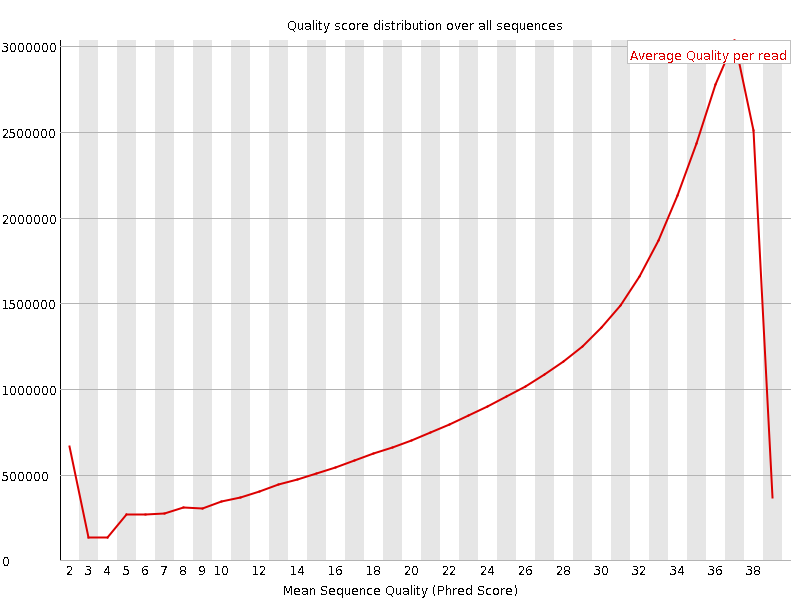 Quality score distribution over all sequences
3000000
Average Quality per read
2500000
2000000
1500000
1000000
500000
0
2 3 4 5 6 7 8 9 10 12 14 16 18 20 22 24 26 28 30 32 34 36 38
Mean Sequence Quality (Phred Score)